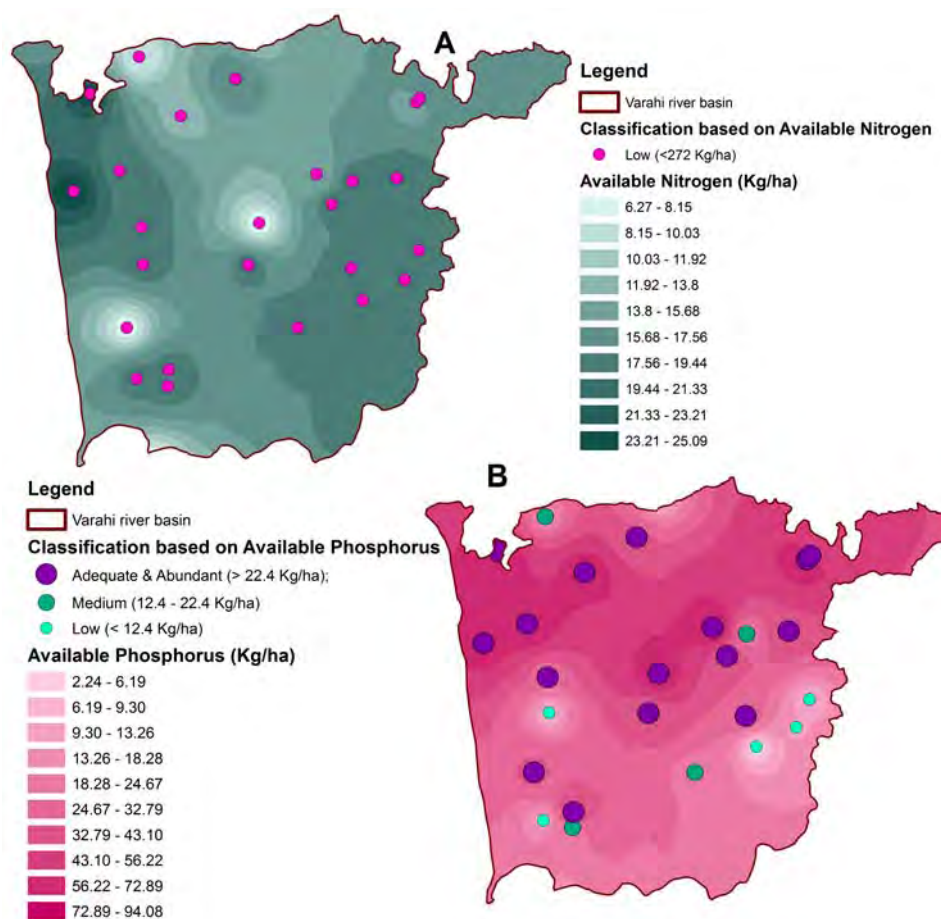 A
Legend
Varahi river basin
Classification based on Available Nitrogen
Low (<272 Kg/ha)
Available Nitrogen (Kg/ha)
6.27 - 8.15
8.15 - 10.03
10.03 - 11.92
11.92 - 13.8
13.8 - 15.68
15.68 - 17.56
17.56 - 19.44
19.44 - 21.33
21.33 - 23.21
23.21 - 25.09
B
Legend
Varahi river basin
Classification based on Available Phosphorus
Adequate & Abundant (> 22.4 Kg/ha);
Medium (12.4 - 22.4 Kg/ha)
Low (< 12.4 Kg/ha)
Available Phosphorus (Kg/ha)
2.24 - 6.19
6.19 - 9.30
9.30 - 13.26
13.26 - 18.28
18.28 - 24.67
24.67 - 32.79
32.79 - 43.10
43.10 - 56.22
56.22 - 72.89
72.89 - 94.08